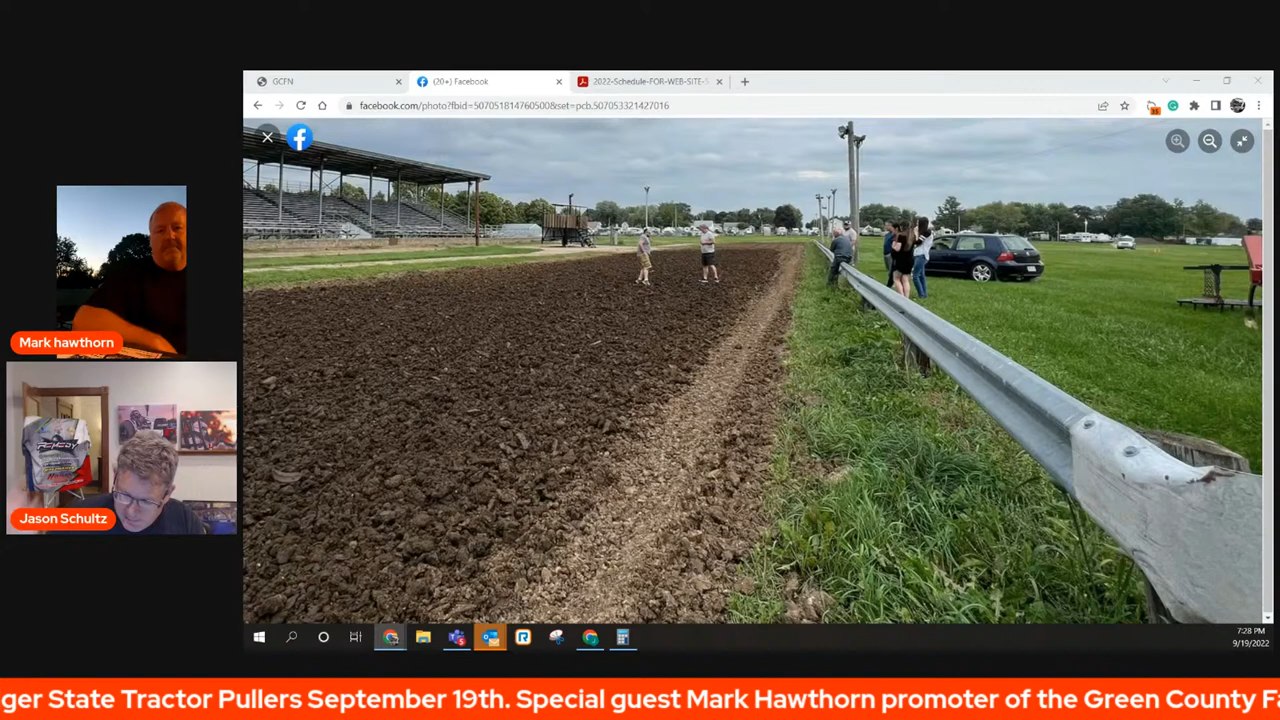 GCFN
(20+) Facebook
2022-Schedule-FOR-WEB-SITE-
facebook.com/photo?fbid=507051814760500&set=pcb.507053321427016
Mark hawthorn
Jason Schultz
7:28 PM
9/19/2022
ger State Tractor Pullers September 19th. Special guest Mark Hawthorn promoter of the Green County Fa